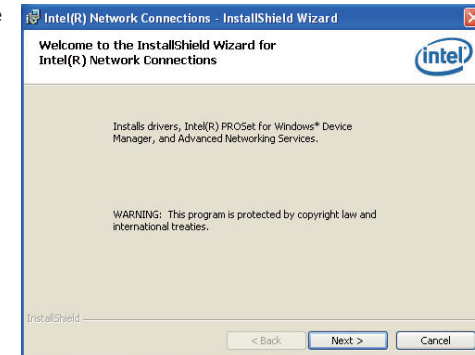 e
Intel(R) Network Connections - InstallShield Wizard
Welcome to the InstallShield Wizard for
Intel(R) Network Connections
intel
Installs drivers, Intel(R) PROSet for Windows* Device
Manager, and Advanced Networking Services.
WARNING: This program is protected by copyright law and
international treaties.
InstallShield
< Back
Next >
Cancel